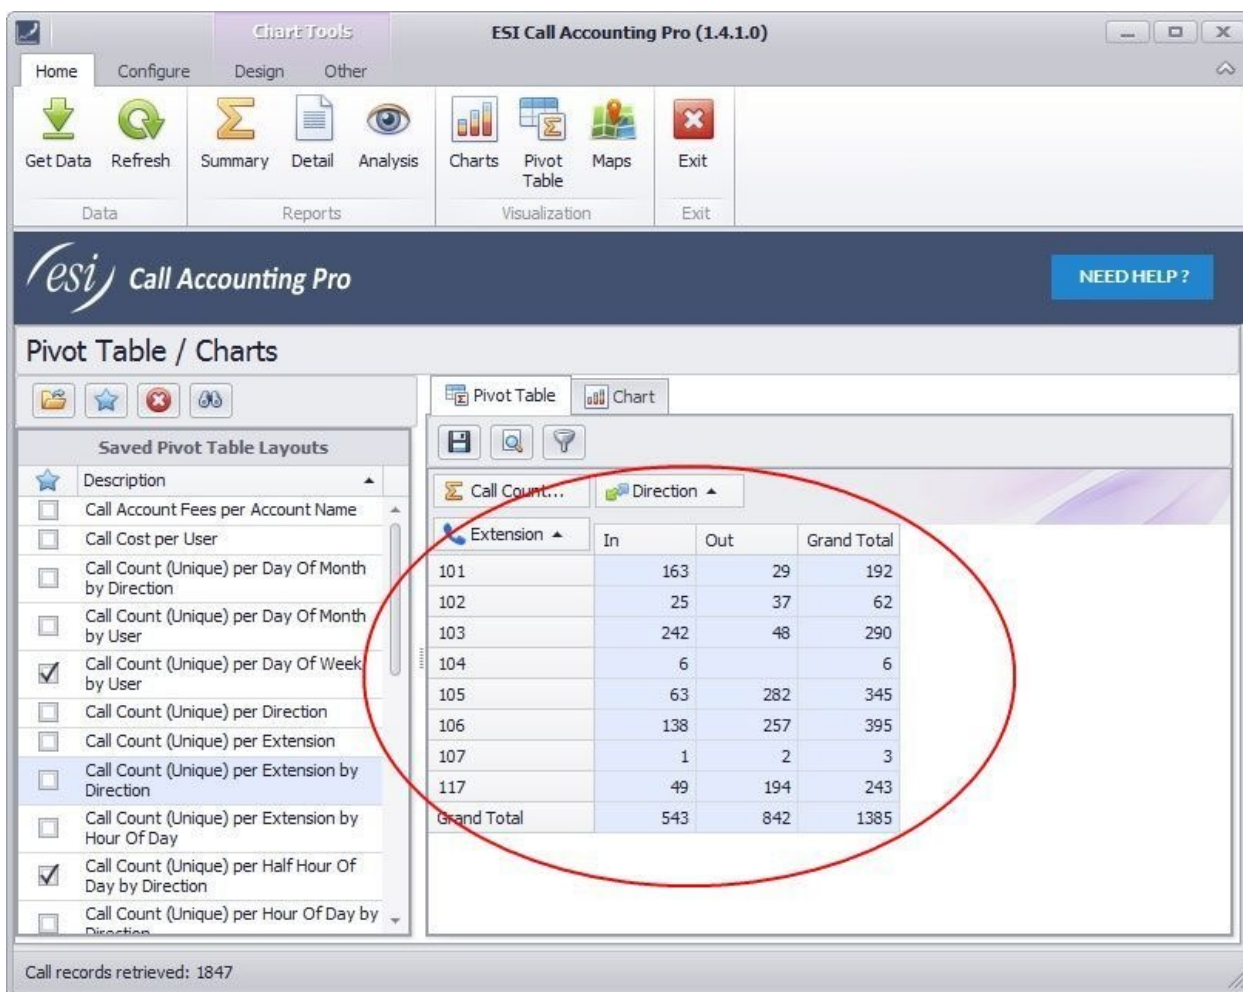 Chart Tools
ESI Call Accounting Pro (1.4.1.0)
Home Configure Design Other
Get Data Refresh Summary Detail Analysis Charts Pivot Table Maps Exit
Data Reports Visualization Exit
esi Call Accounting Pro
NEED HELP ?
Pivot Table / Charts
Saved Pivot Table Layouts
Description
Call Account Fees per Account Name
Call Cost per User
Call Count (Unique) per Day Of Month
by Direction
Call Count (Unique) per Day Of Month
by User
Call Count (Unique) per Day Of Week
by User
Call Count (Unique) per Direction
Call Count (Unique) per Extension
Call Count (Unique) per Extension by
Direction
Call Count (Unique) per Extension by
Hour Of Day
Call Count (Unique) per Half Hour Of
Day by Direction
Call Count (Unique) per Hour Of Day by
Direction
Pivot Table Chart
Call Count... Direction
Extension In Out Grand Total
101 163 29 192
102 25 37 62
103 242 48 290
104 6 6
105 63 282 345
106 138 257 395
107 1 2 3
117 49 194 243
Grand Total 543 842 1385
Call records retrieved: 1847